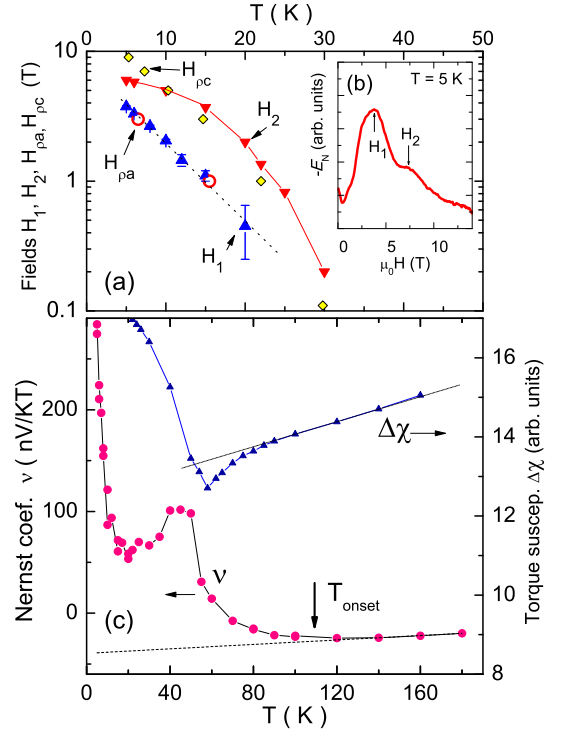 T ( K )
0 10 20 30 40 50
Fields H1, H2, Hρa, Hρc (T)
10
1
0.1
Hρc
H2
Hρa
H1
(a)
(b) T = 5 K
-EN (arb. units)
H1
H2
0 5 10
μ0H (T)
Nernst coef. ν ( nV/KT)
200
100
0
16
14
12
10
8
Torque suscep. Δχ (arb. units)
Δχ
ν
Tonset
(c)
0 40 80 120 160
T ( K )